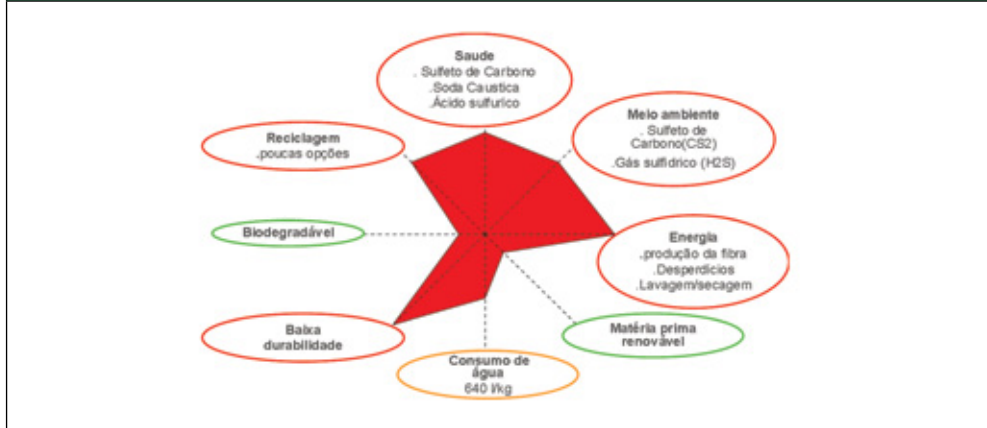 Saude
. Sulfeto de Carbono
.Soda Caustica
.Ácido sulfurico
Meio ambiente
. Sulfeto de
Carbono(CS2)
.Gás sulfidrico (H2S)
Reciclagem
.poucas opções
Biodegradável
Energia
.produção da fibra
.Desperdícios
.Lavagem/secagem
Baixa
durabilidade
Matéria prima
renovável
Consumo de
água
640 l/kg